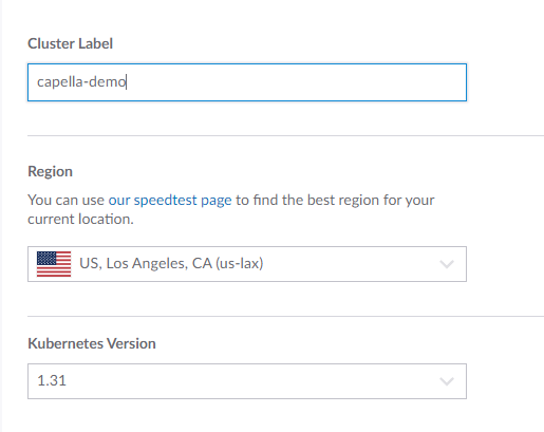 Cluster Label
capella-demo
Region
You can use our speedtest page to find the best region for your
current location.
US, Los Angeles, CA (us-lax)
Kubernetes Version
1.31